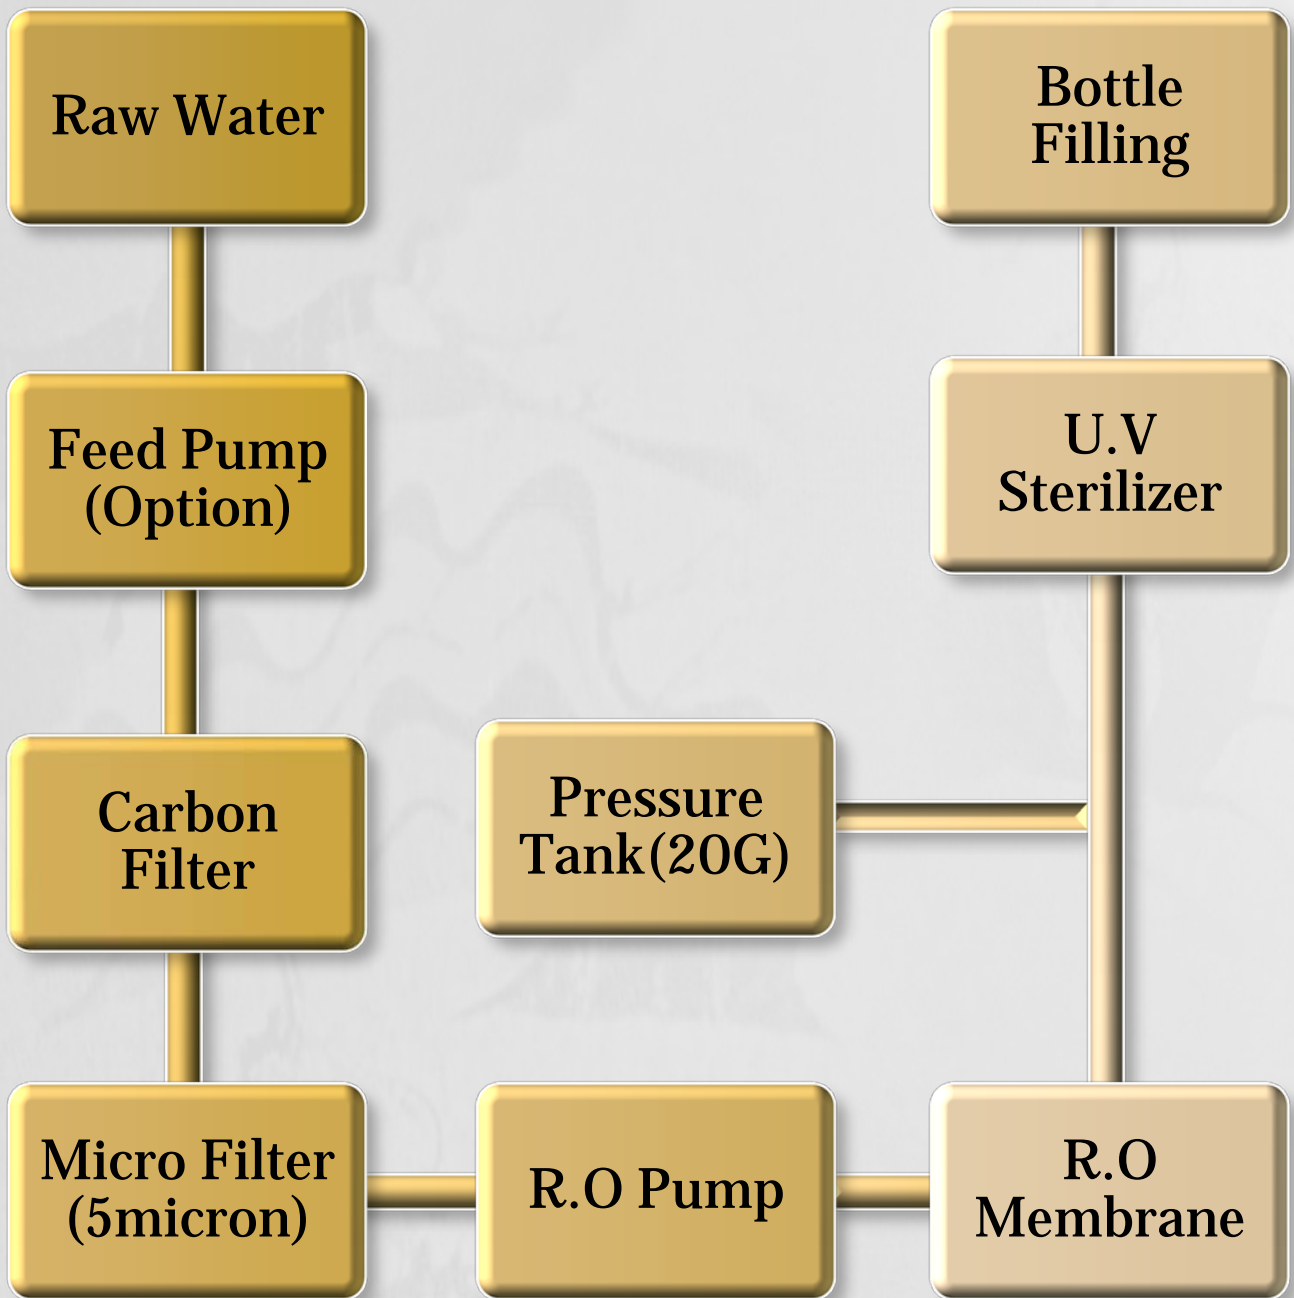 Raw Water
Feed Pump
(Option)
Carbon
Filter
Micro Filter
(5micron)
R.O Pump
R.O
Membrane
Pressure
Tank(20G)
U.V
Sterilizer
Bottle
Filling